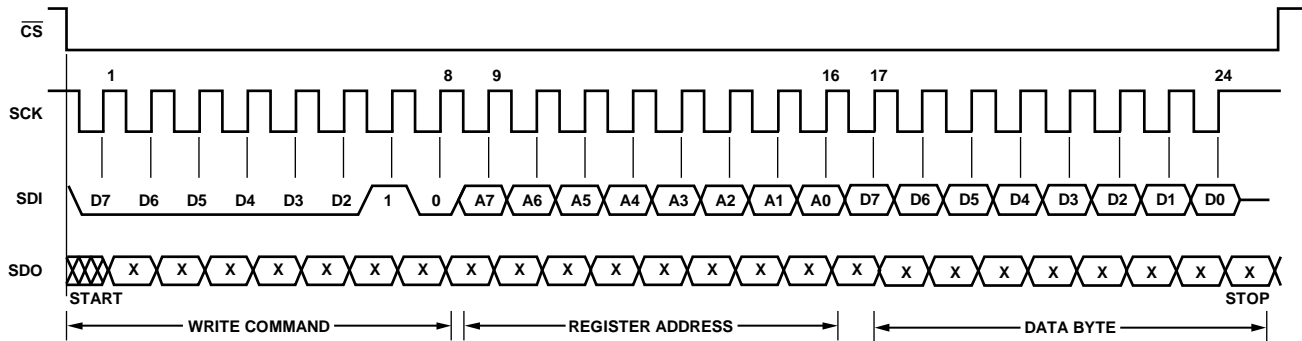 CS
1 8 9 16 17 24
SCK
SDI D7 D6 D5 D4 D3 D2 1 0 A7 A6 A5 A4 A3 A2 A1 A0 D7 D6 D5 D4 D3 D2 D1 D0
SDO X X X X X X X X X X X X X X X X X X X X X X X X
START STOP
WRITE COMMAND REGISTER ADDRESS DATA BYTE